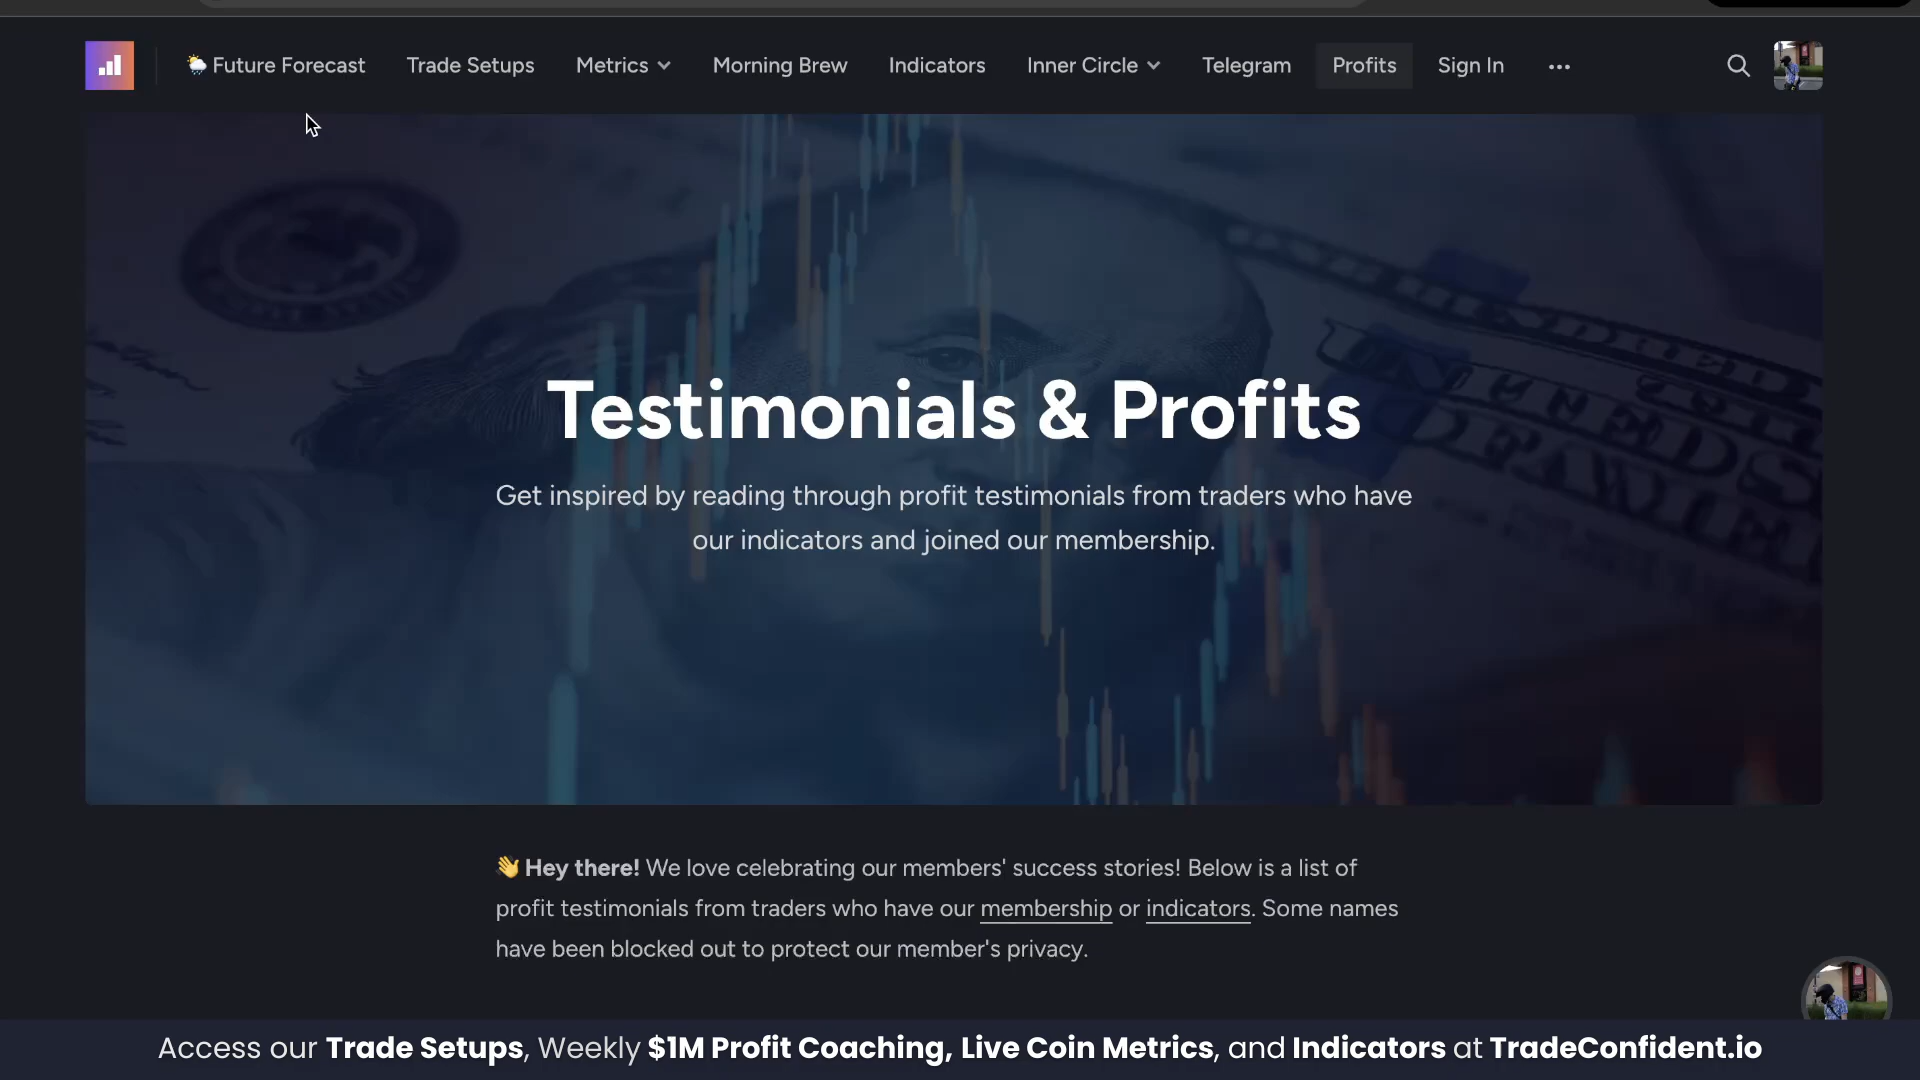 🌦 Future Forecast Trade Setups Metrics Morning Brew Indicators Inner Circle Telegram Profits Sign In
Testimonials & Profits
Get inspired by reading through profit testimonials from traders who have
our indicators and joined our membership.
👋 Hey there! We love celebrating our members' success stories! Below is a list of
profit testimonials from traders who have our membership or indicators. Some names
have been blocked out to protect our member's privacy.
Access our Trade Setups, Weekly $1M Profit Coaching, Live Coin Metrics, and Indicators at TradeConfident.io